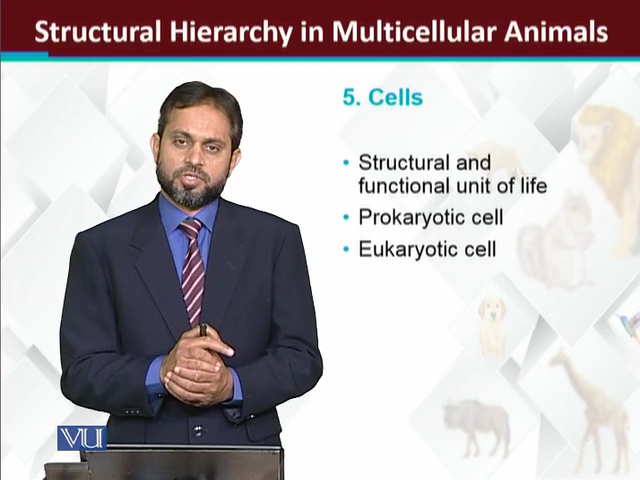 Structural Hierarchy in Multicellular Animals
5. Cells
• Structural and
functional unit of life
• Prokaryotic cell
• Eukaryotic cell
VU